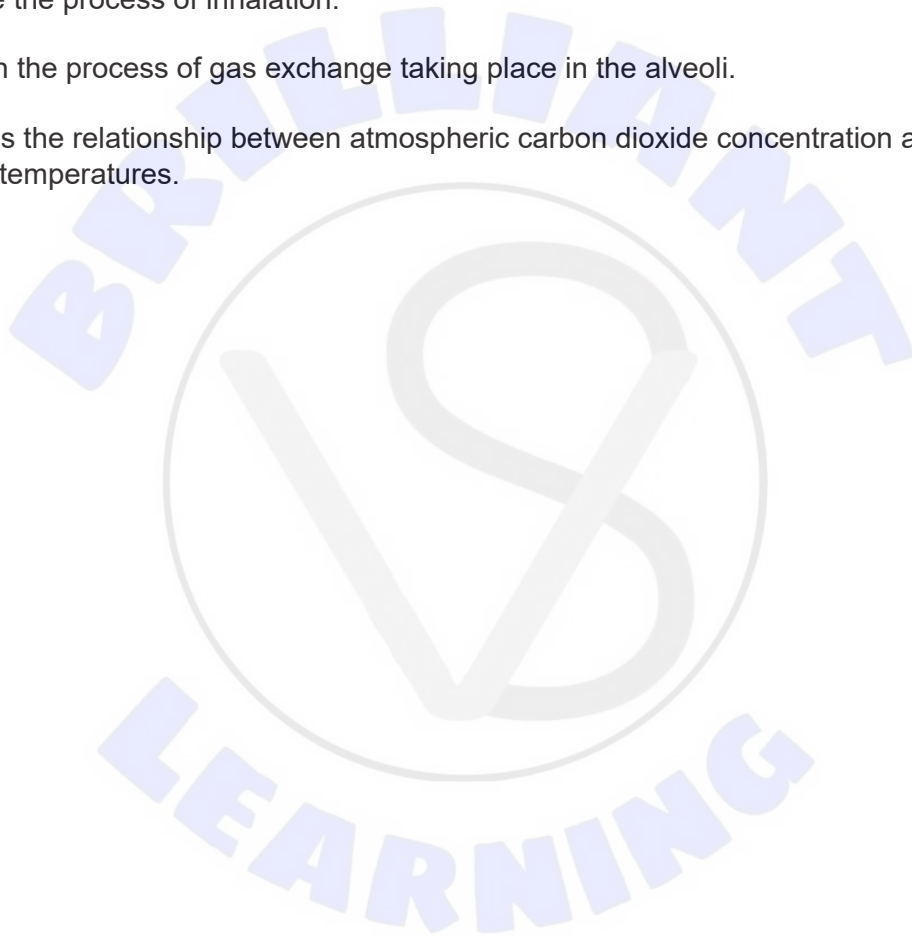 e the process of inhalation.
n the process of gas exchange taking place in the alveoli.
s the relationship between atmospheric carbon dioxide concentration a
temperatures.
BRILLIANT
VS
LEARNING